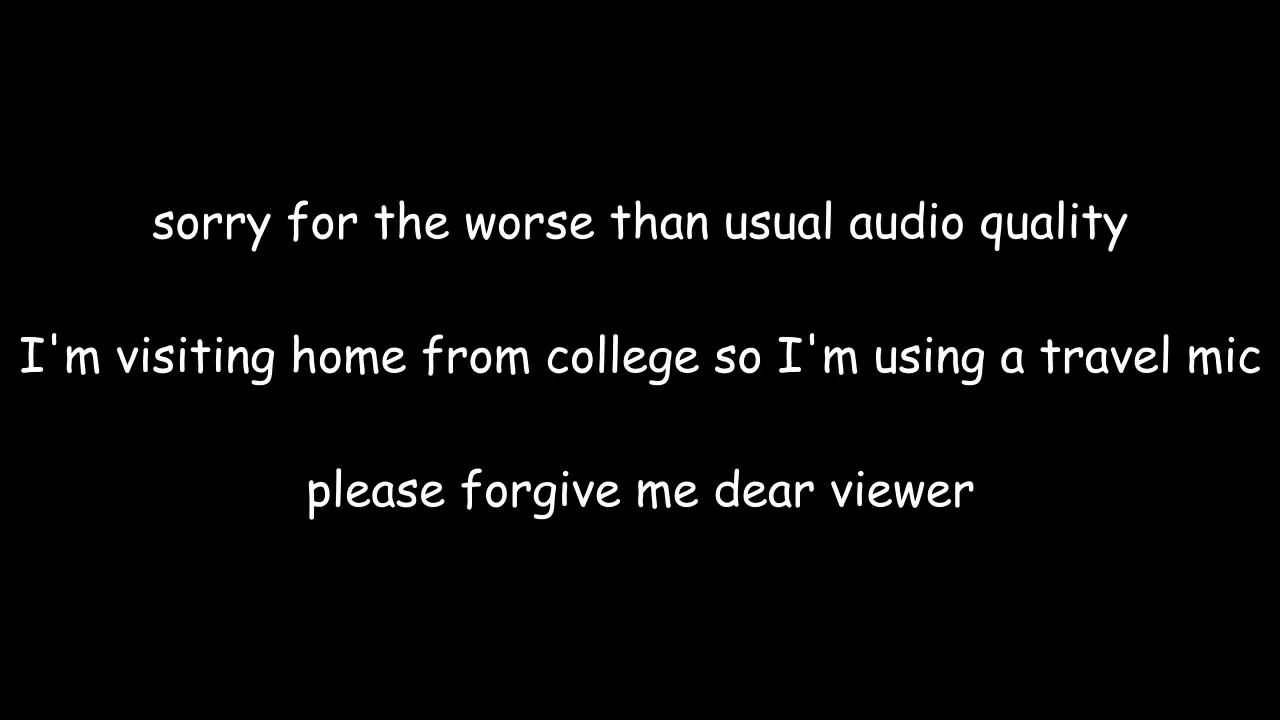 sorry for the worse than usual audio quality
I'm visiting home from college so I'm using a travel mic
please forgive me dear viewer